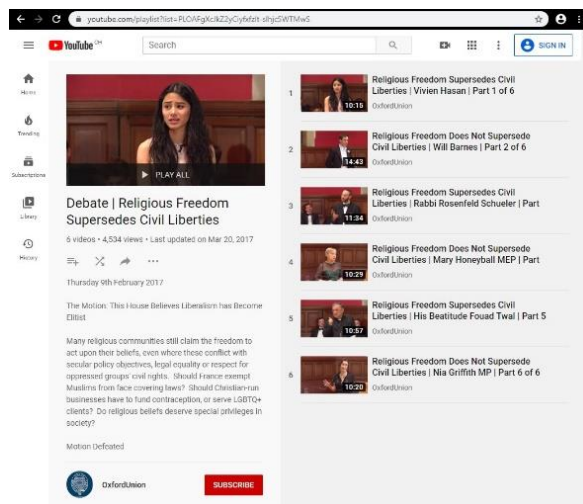 youtube.com/playlist?list=
YouTube CH
Search
SIGN IN
Home
Trending
Subscriptions
Library
History
PLAY ALL
Debate | Religious Freedom
Supersedes Civil Liberties
6 videos • 4,534 views • Last updated on Mar 20, 2017
Thursday 9th February 2017
The Motion: This House Believes Liberalism has Become
Elitist
Many religious communities still claim the freedom to
act upon their beliefs, even where these conflict with
secular policy objectives, legal equality or respect for
oppressed groups' civil rights. Should France exempt
Muslims from face covering laws? Should Christian-run
businesses have to fund contraception, or serve LGBTQ+
clients? Do religious beliefs deserve special privileges in
society?
Motion Defeated
OxfordUnion
SUBSCRIBE
1
10:15
Religious Freedom Supersedes Civil
Liberties | Vivien Hasan | Part 1 of 6
OxfordUnion
2
14:43
Religious Freedom Does Not Supersede
Civil Liberties | Will Barnes | Part 2 of 6
OxfordUnion
3
11:34
Religious Freedom Supersedes Civil
Liberties | Rabbi Rosenfeld Schueler | Part
OxfordUnion
4
10:29
Religious Freedom Does Not Supersede
Civil Liberties | Mary Honeyball MEP | Part
OxfordUnion
5
10:57
Religious Freedom Supersedes Civil
Liberties | His Beatitude Fouad Twal | Part 5
OxfordUnion
6
10:20
Religious Freedom Does Not Supersede
Civil Liberties | Nia Griffith MP | Part 6 of 6
OxfordUnion